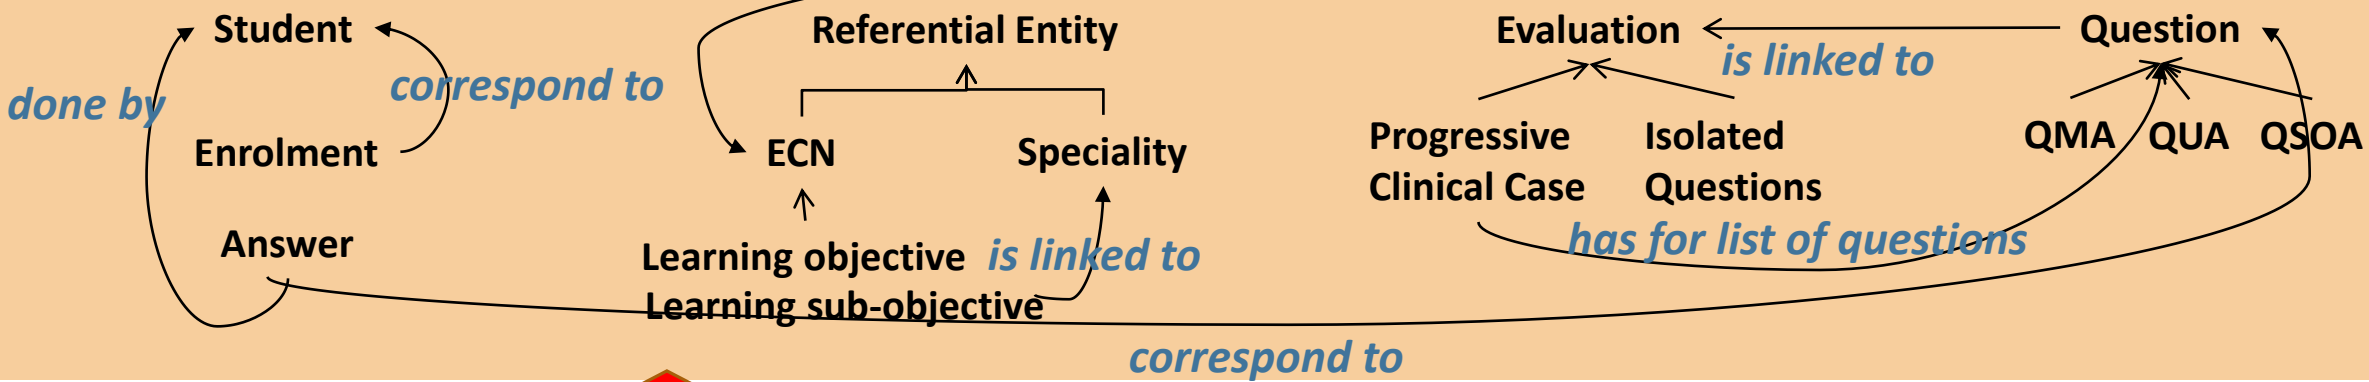 Student
Referential Entity
Evaluation
Question
is linked to
correspond to
done by
Enrolment
ECN
Speciality
Progressive
Clinical Case
Isolated
Questions
QMA
QUA
QSOA
Answer
Learning objective
is linked to
has for list of questions
Learning sub-objective
correspond to